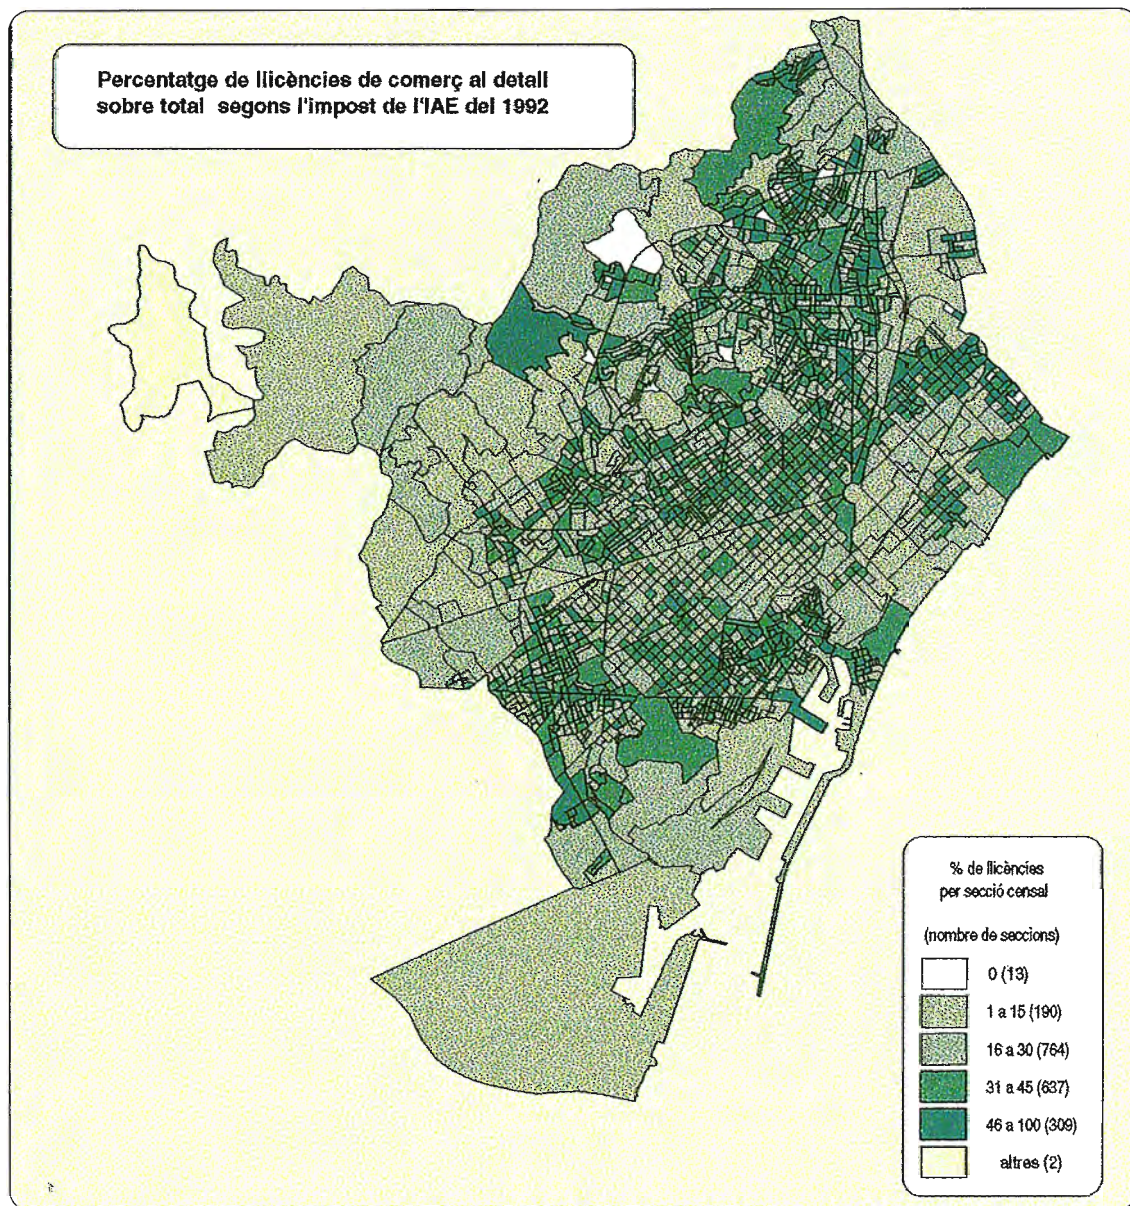 Percentatge de llicències de comerç al detall
sobre total segons l'impost de l'IAE del 1992
% de llicències
per secció censal
(nombre de seccions)
0 (13)
1 a 15 (190)
16 a 30 (764)
31 a 45 (637)
46 a 100 (309)
altres (2)